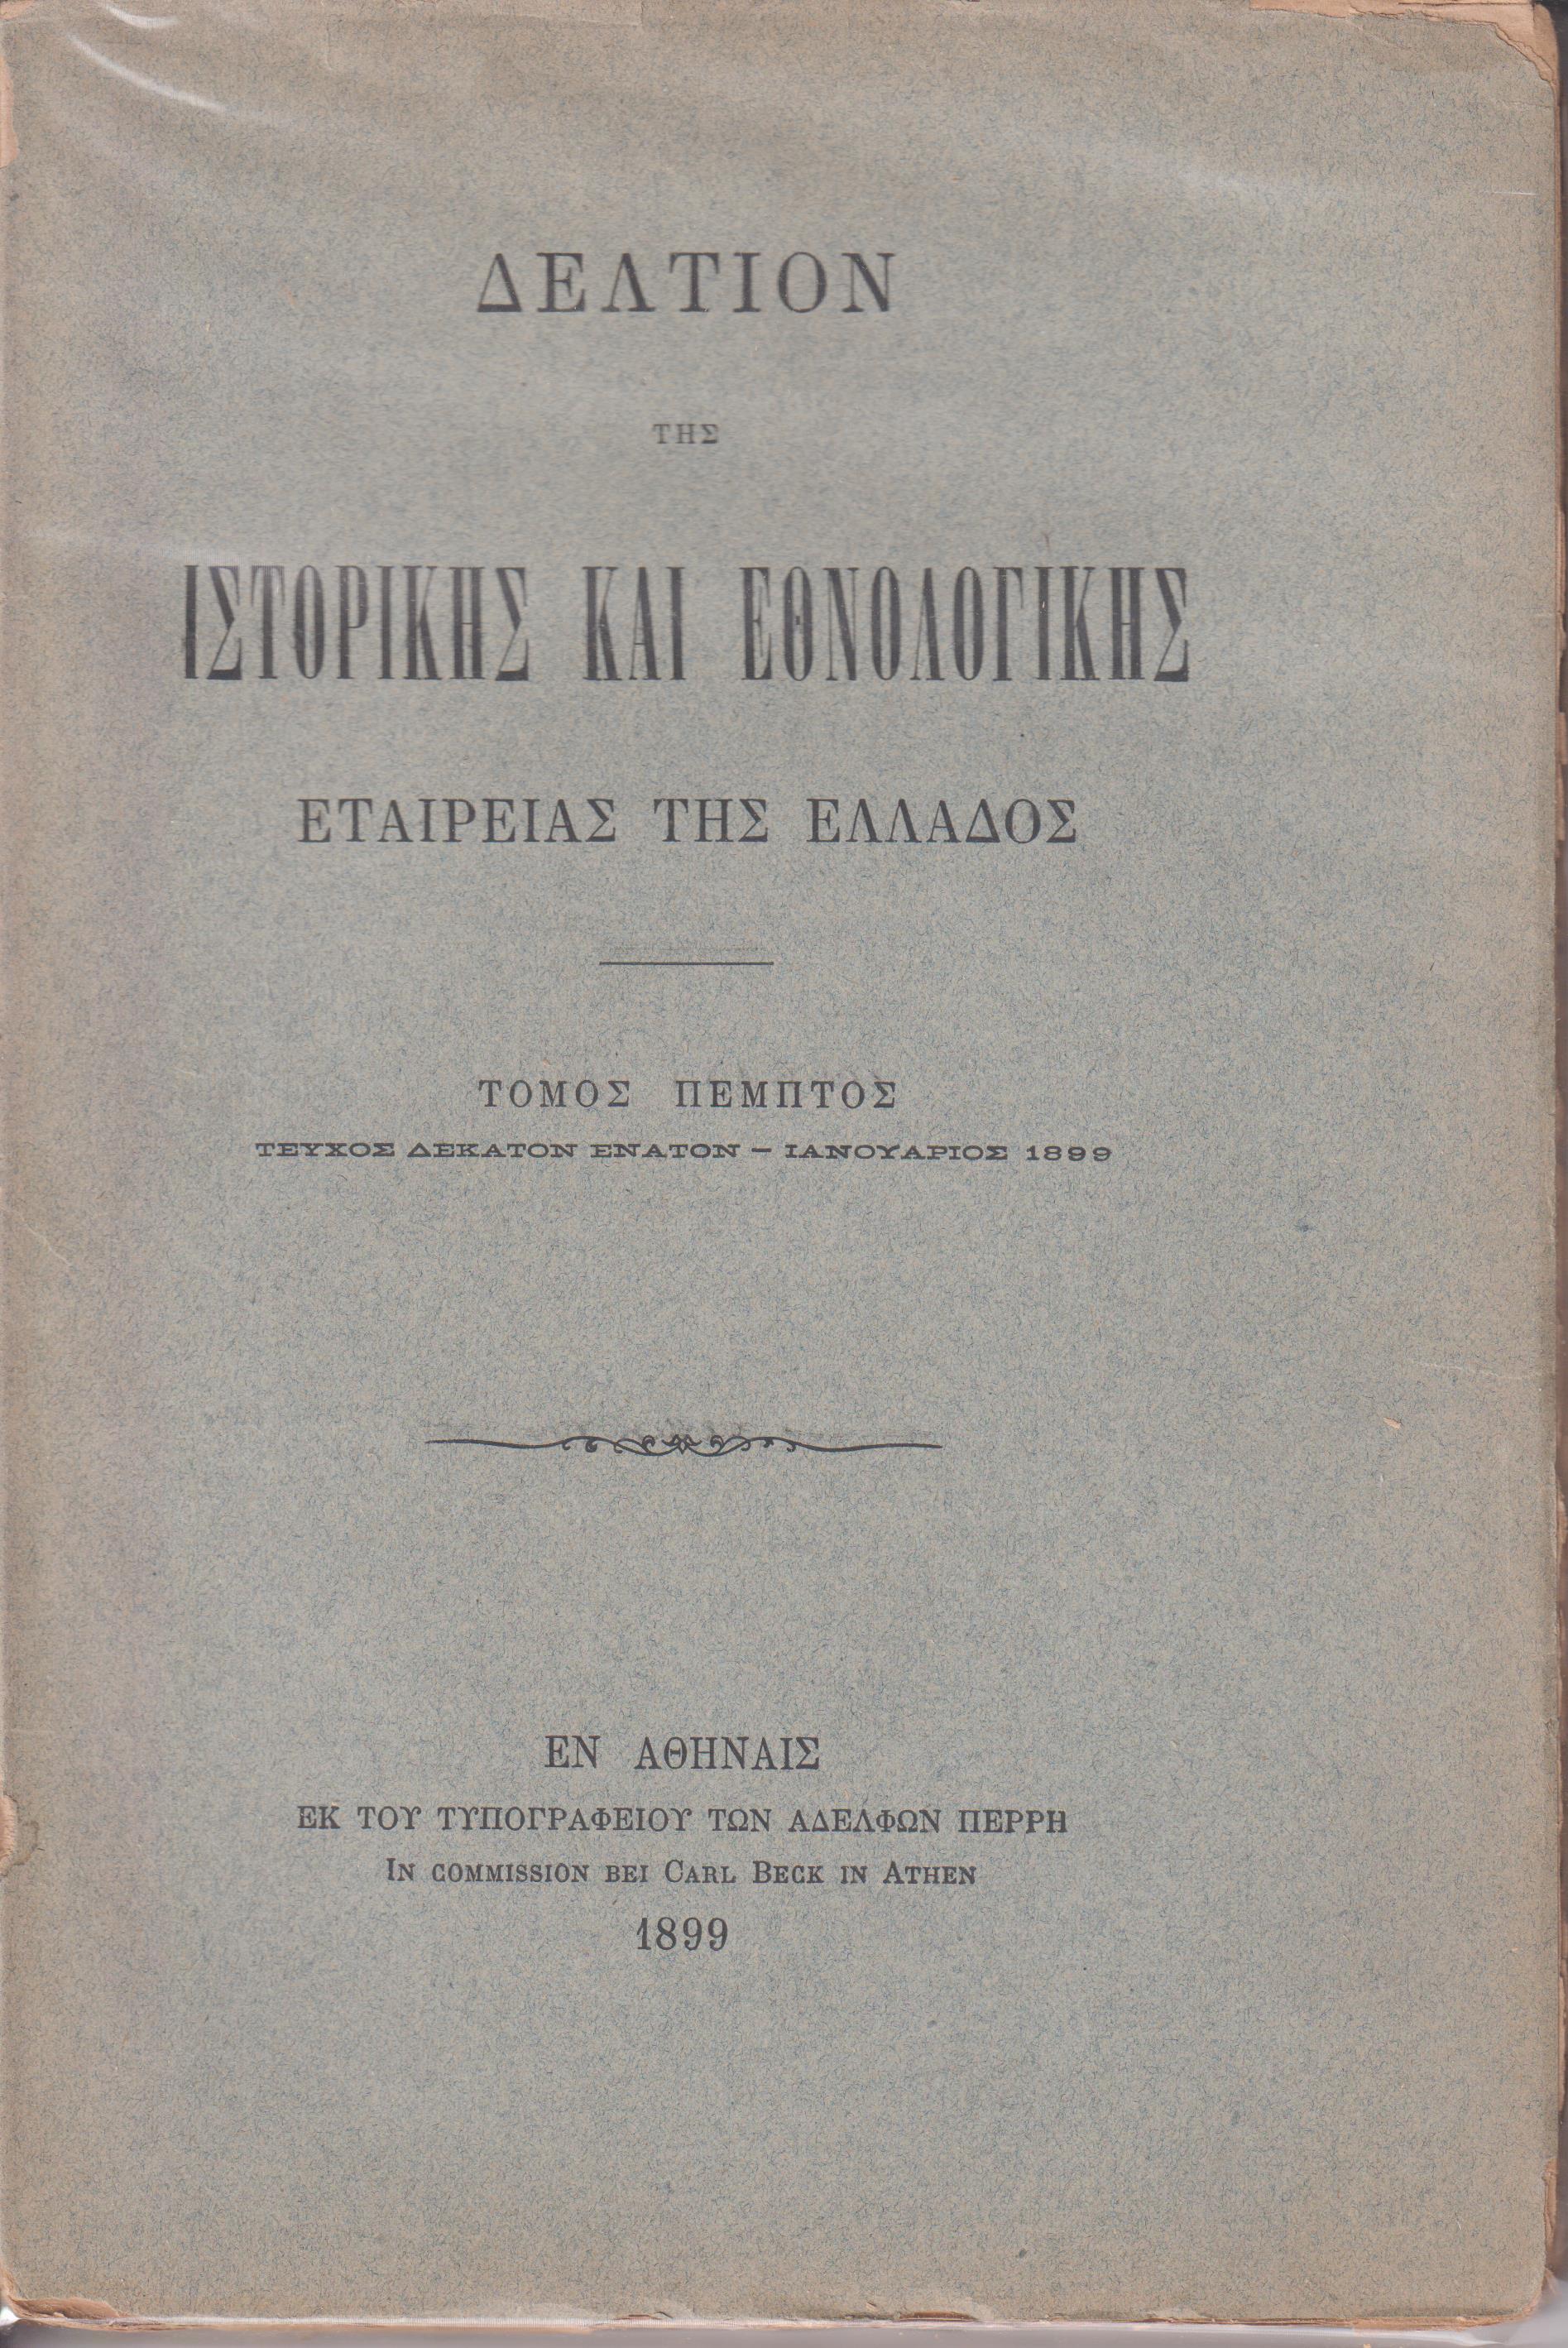 ΔΕΛΤΙΟΝ
ΤΗΣ
ΙΣΤΟΡΙΚΗΣ ΚΑΙ ΕΘΝΟΛΟΓΙΚΗΣ
ΕΤΑΙΡΕΙΑΣ ΤΗΣ ΕΛΛΑΔΟΣ
ΤΟΜΟΣ ΠΕΜΠΤΟΣ
ΤΕΥΧΟΣ ΔΕΚΑΤΟΝ ΕΝΑΤΟΝ – ΙΑΝΟΥΑΡΙΟΣ 1899
ΕΝ ΑΘΗΝΑΙΣ
ΕΚ ΤΟΥ ΤΥΠΟΓΡΑΦΕΙΟΥ ΤΩΝ ΑΔΕΛΦΩΝ ΠΕΡΡΗ
IN COMMISSION BEI CARL BECK IN ATHEN
1899